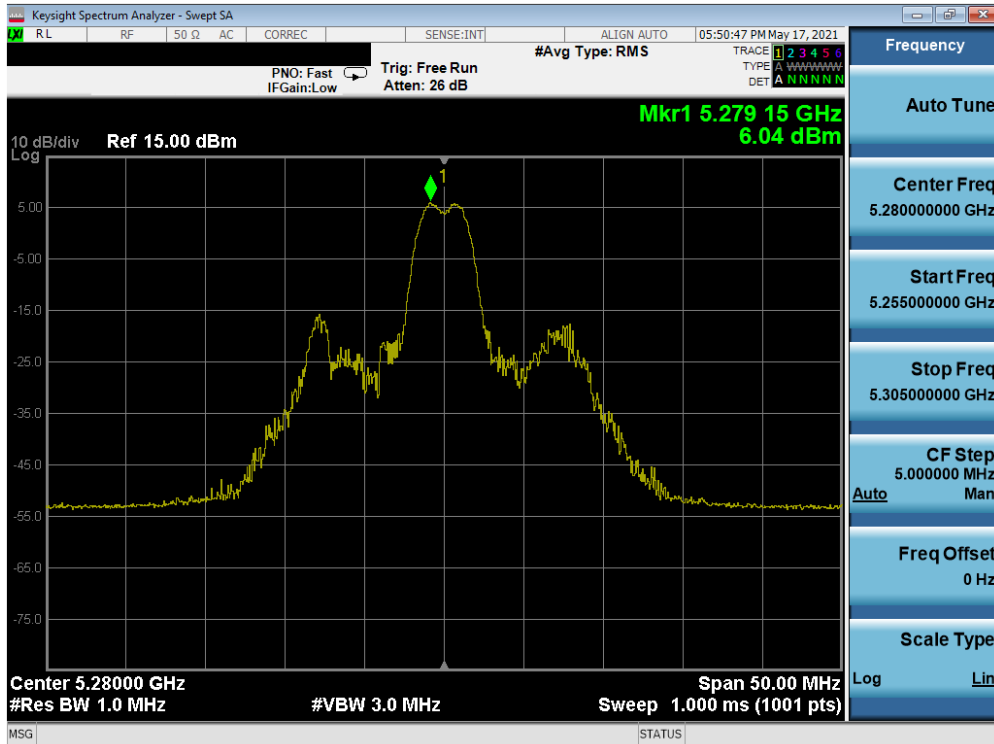 Keysight Spectrum Analyzer - Swept SA
LXI RL RF 50 Ω AC CORREC SENSE:INT ALIGN AUTO 05:50:47 PM May 17, 2021
Frequency
PNO: Fast
IFGain:Low
Trig: Free Run
Atten: 26 dB
#Avg Type: RMS
TRACE 1 2 3 4 5 6
TYPE A WWWWW
DET A N N N N N
Auto Tune
Mkr1 5.279 15 GHz
6.04 dBm
10 dB/div Ref 15.00 dBm
Log
1
5.00
-5.00
-15.0
-25.0
-35.0
-45.0
-55.0
-65.0
-75.0
Center 5.28000 GHz Span 50.00 MHz
#Res BW 1.0 MHz #VBW 3.0 MHz Sweep 1.000 ms (1001 pts)
Center Freq
5.280000000 GHz
Start Freq
5.255000000 GHz
Stop Freq
5.305000000 GHz
CF Step
5.000000 MHz
Auto Man
Freq Offset
0 Hz
Scale Type
Log Lin
MSG STATUS